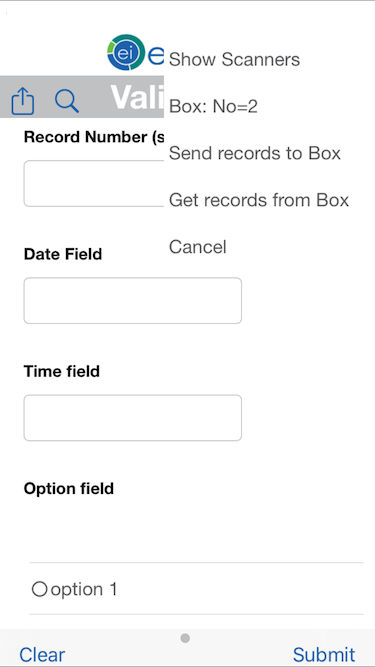 ei e
Show Scanners
Vali
Box: No=2
Record Number (s
Send records to Box
Get records from Box
Date Field
Cancel
Time field
Option field
option 1
Clear
Submit